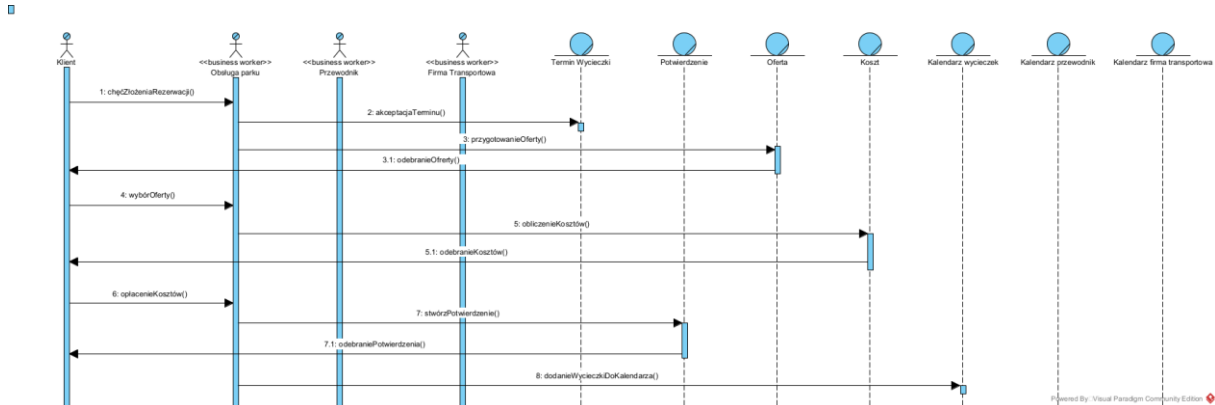 Klient
<<business worker>>
Obsługa parku
<<business worker>>
Przewodnik
<<business worker>>
Firma Transportowa
Termin Wycieczki
Potwierdzenie
Oferta
Koszt
Kalendarz wycieczek
Kalendarz przewodnik
Kalendarz firma transportowa
1: chęćZłożeniaRezerwacji()
2: akceptacjaTerminu()
3: przygotowanieOferty()
3.1: odebranieOfrerty()
4: wybórOferty()
5: obliczenieKosztów()
5.1: odebranieKosztów()
6: opłacenieKosztów()
7: stwórzPotwierdzenie()
7.1: odebraniePotwierdzenia()
8: dodanieWycieczkiDoKalendarza()
Powered By: Visual Paradigm Community Edition